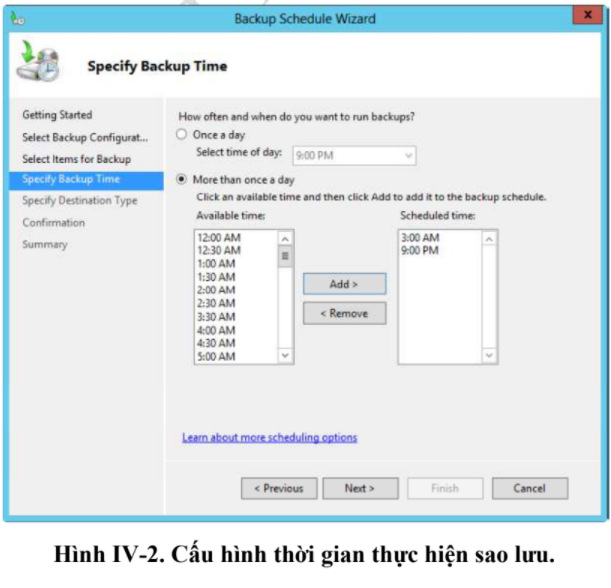 Backup Schedule Wizard
x
Specify Backup Time
Getting Started
Select Backup Configurat...
Select Items for Backup
Specify Backup Time
Specify Destination Type
Confirmation
Summary
How often and when do you want to run backups?
Once a day
Select time of day: 9:00 PM
More than once a day
Click an available time and then click Add to add it to the backup schedule.
Available time:
12:00 AM
12:30 AM
1:00 AM
1:30 AM
2:00 AM
2:30 AM
3:30 AM
4:00 AM
4:30 AM
5:00 AM
Add >
< Remove
Scheduled time:
3:00 AM
9:00 PM
Learn about more scheduling options
< Previous
Next >
Finish
Cancel
Hình IV-2. Cấu hình thời gian thực hiện sao lưu.